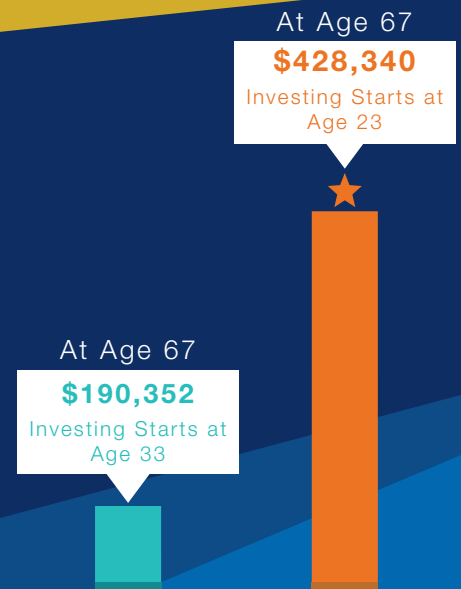 At Age 67
$428,340
Investing Starts at
Age 23
At Age 67
$190,352
Investing Starts at
Age 33